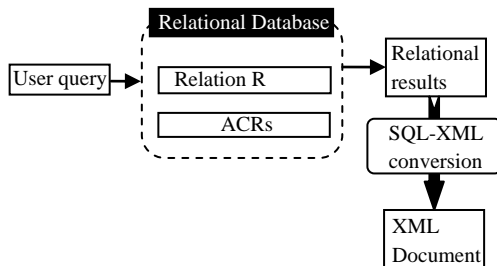 Relational Database
User query
Relation R
ACRs
Relational
results
SQL-XML
conversion
XML
Document